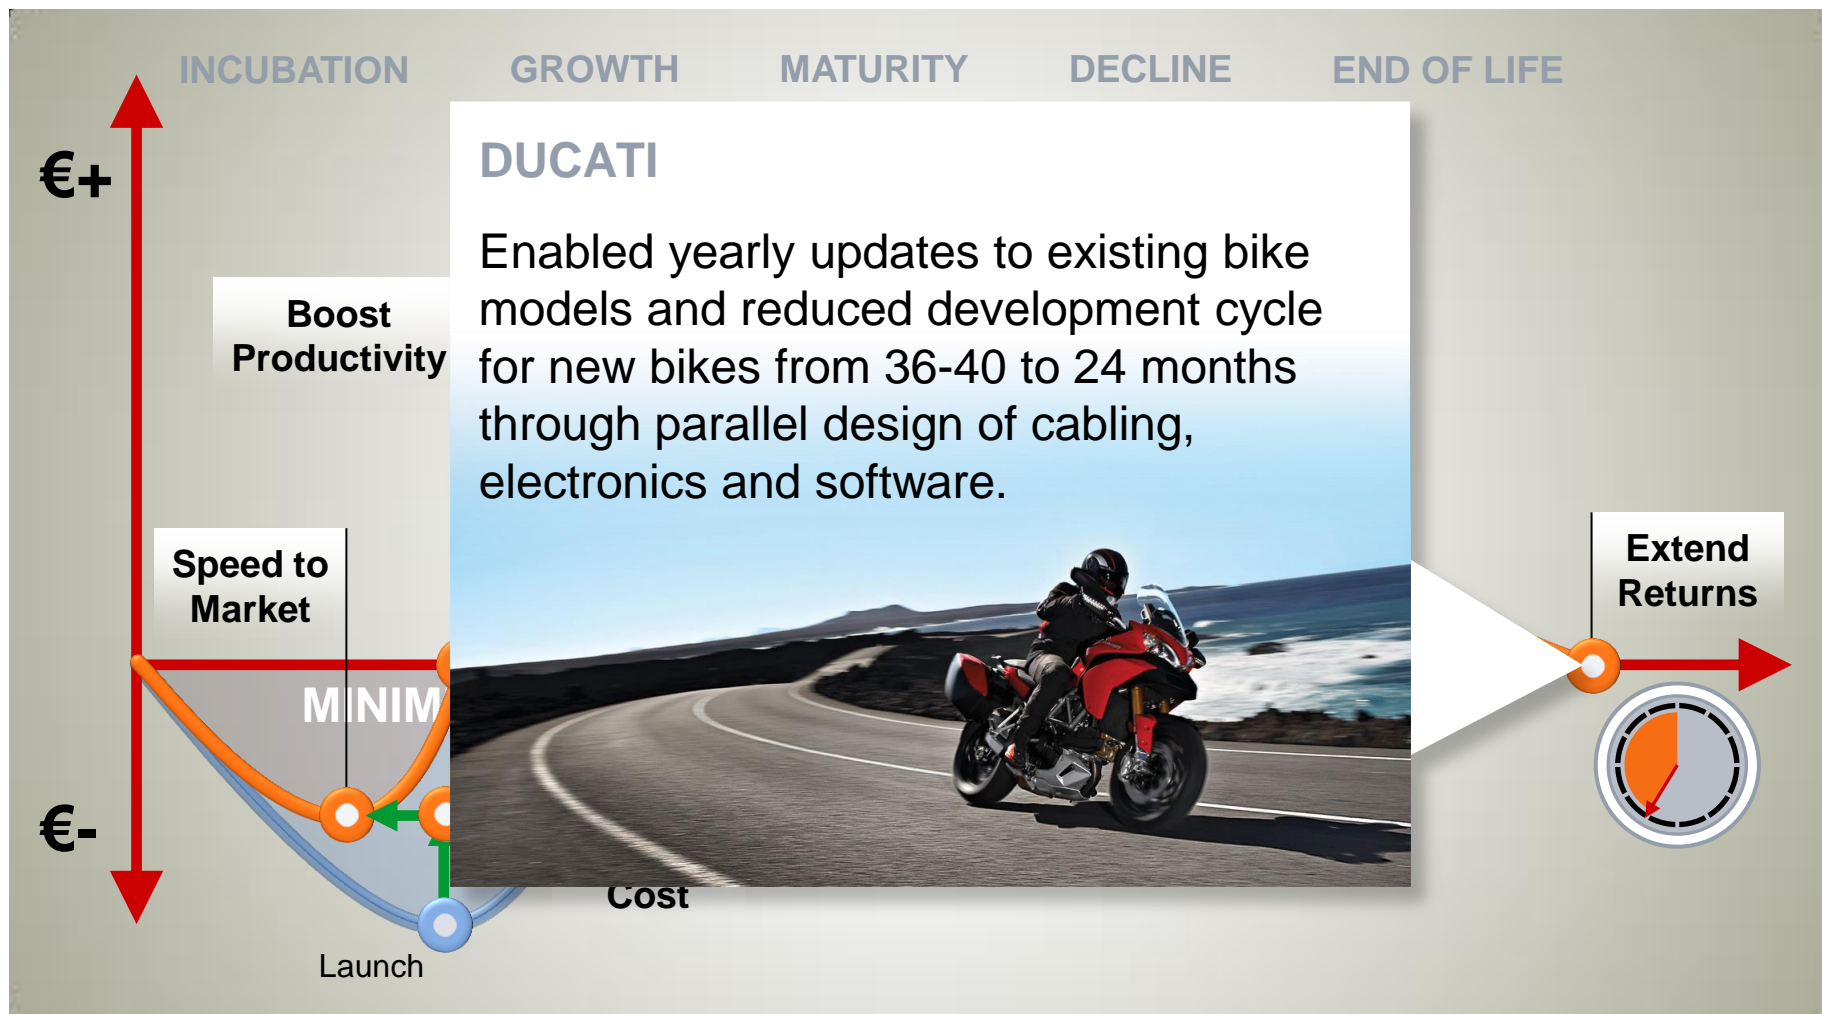 INCUBATION GROWTH MATURITY DECLINE END OF LIFE
€+
DUCATI
Enabled yearly updates to existing bike
models and reduced development cycle
for new bikes from 36-40 to 24 months
through parallel design of cabling,
electronics and software.
Boost
Productivity
Speed to
Market
Extend
Returns
MINIM
€-
Cost
Launch